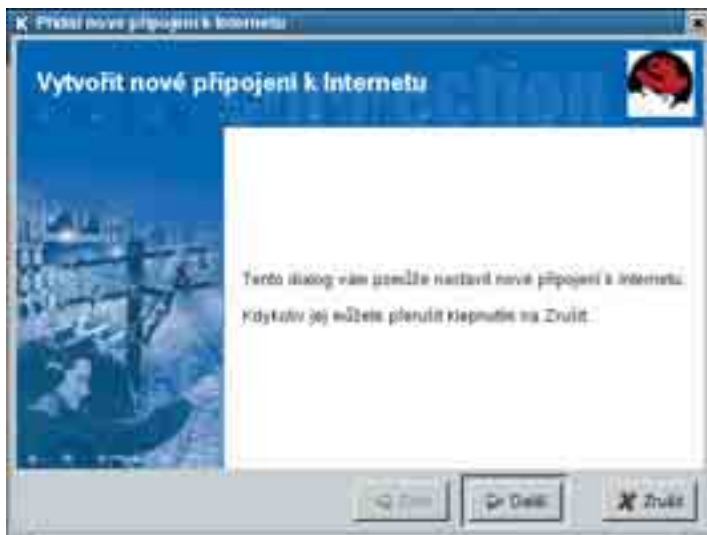 Přidat nové připojení k Internetu
Vytvořit nové připojení k Internetu
Tento dialog vám pomůže nastavit nové připojení k Internetu.
Kdykoliv jej můžete přerušit klepnutím na Zrušit.
Další
Zrušit